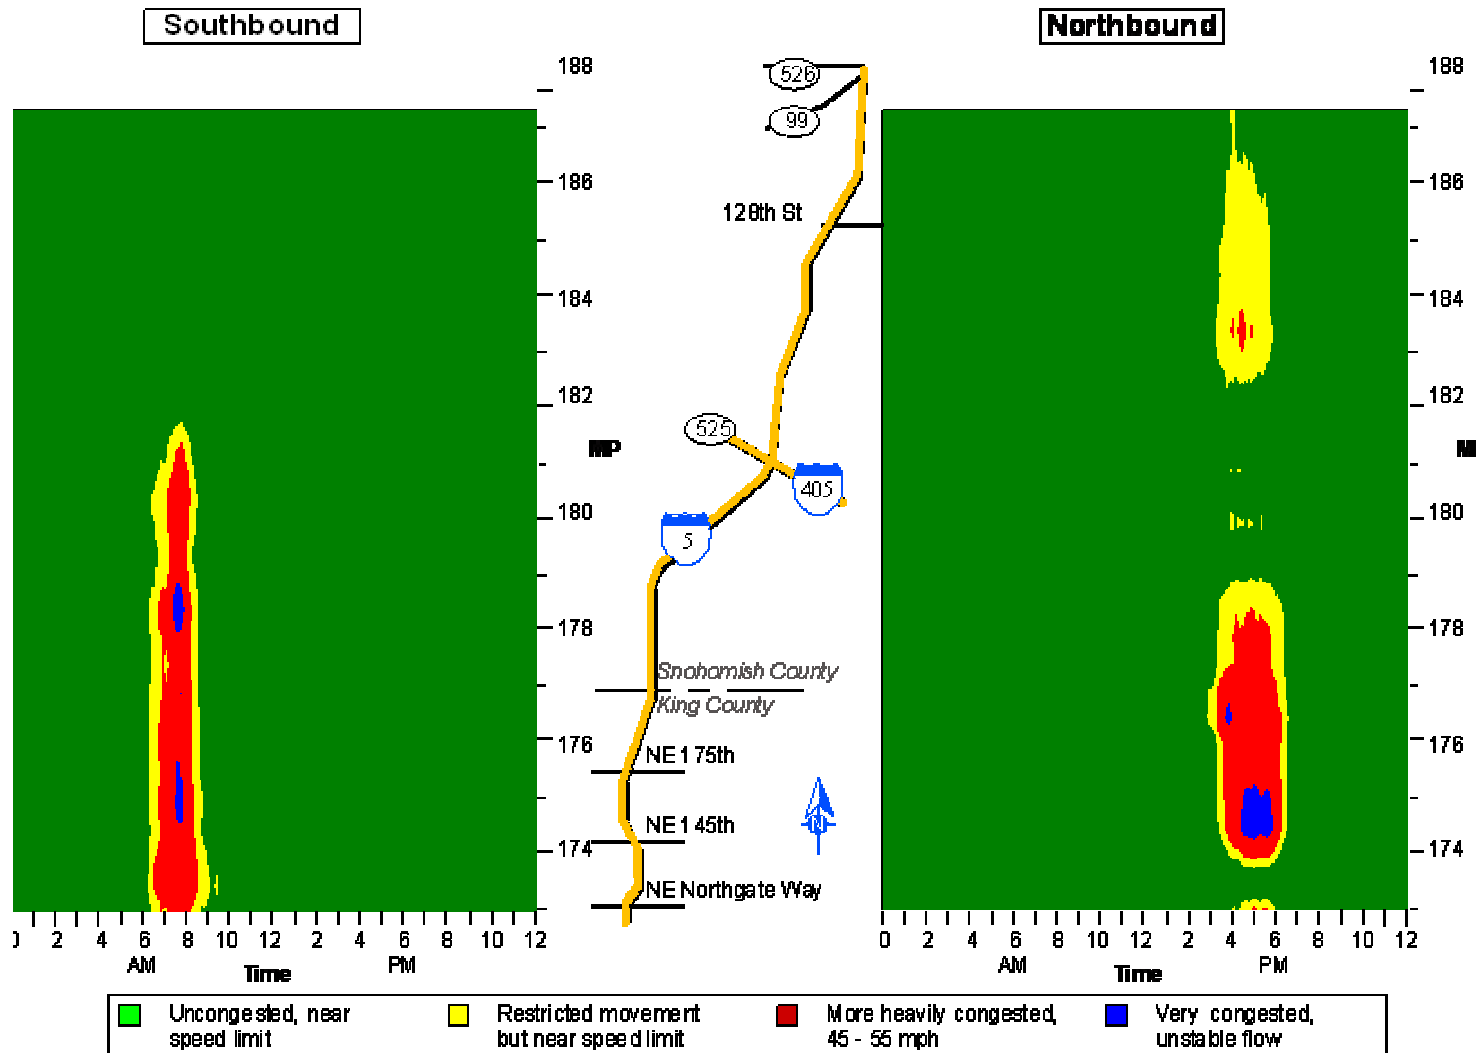 Southbound
Northbound
188
186
184
182
MP
180
178
176
174
526
99
128th St
525
405
5
Snohomish County
King County
NE 175th
NE 145th
NE Northgate Way
N
188
186
184
182
180
178
176
174
2 4 6 8 10 12 2 4 6 8 10 12
AM Time PM
0 2 4 6 8 10 12 2 4 6 8 10 12
AM Time PM
Uncongested, near
speed limit
Restricted movement
but near speed limit
More heavily congested,
45 - 55 mph
Very congested,
unstable flow